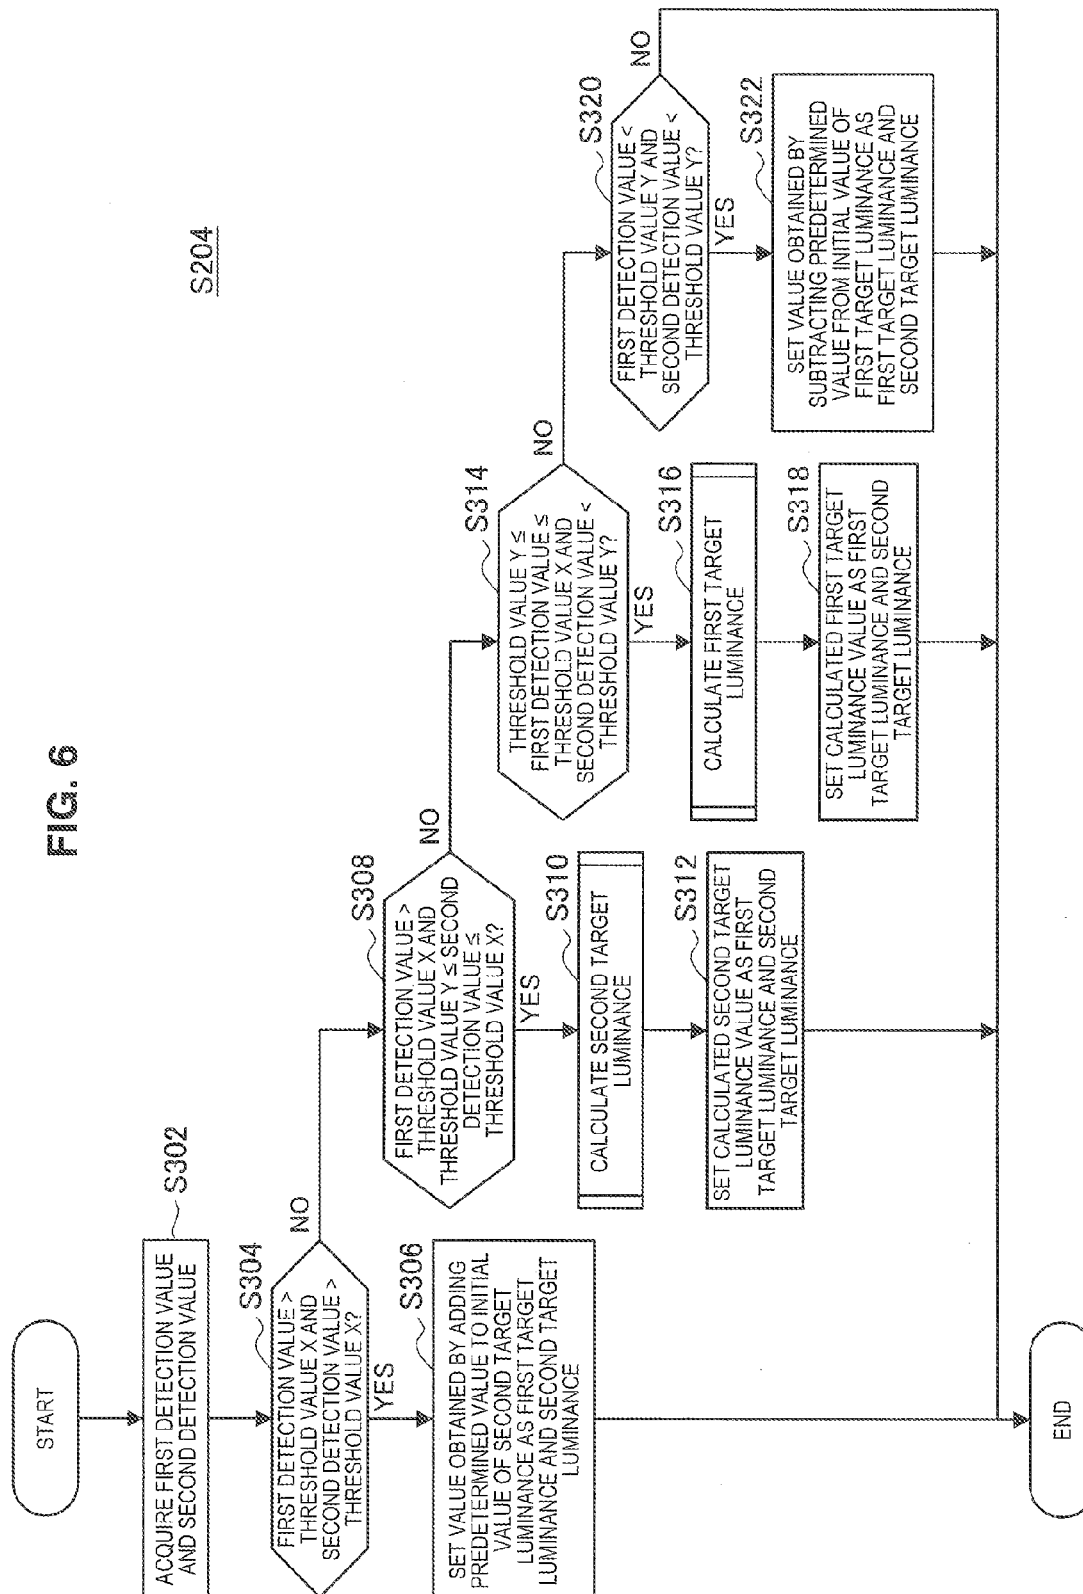 FIG. 6
S204
START
ACQUIRE FIRST DETECTION VALUE
AND SECOND DETECTION VALUE
S302
FIRST DETECTION VALUE >
THRESHOLD VALUE X AND
SECOND DETECTION VALUE >
THRESHOLD VALUE X?
S304
NO
YES
SET VALUE OBTAINED BY ADDING
PREDETERMINED VALUE TO INITIAL
VALUE OF SECOND TARGET
LUMINANCE AS FIRST TARGET
LUMINANCE AND SECOND TARGET
LUMINANCE
S306
FIRST DETECTION VALUE >
THRESHOLD VALUE X AND
THRESHOLD VALUE Y ≤ SECOND
DETECTION VALUE ≤
THRESHOLD VALUE X?
S308
NO
YES
CALCULATE SECOND TARGET
LUMINANCE
S310
SET CALCULATED SECOND TARGET
LUMINANCE VALUE AS FIRST
TARGET LUMINANCE AND SECOND
TARGET LUMINANCE
S312
THRESHOLD VALUE Y ≤
FIRST DETECTION VALUE ≤
THRESHOLD VALUE X AND
SECOND DETECTION VALUE <
THRESHOLD VALUE Y?
S314
NO
YES
CALCULATE FIRST TARGET
LUMINANCE
S316
SET CALCULATED FIRST TARGET
LUMINANCE VALUE AS FIRST
TARGET LUMINANCE AND SECOND
TARGET LUMINANCE
S318
FIRST DETECTION VALUE <
THRESHOLD VALUE Y AND
SECOND DETECTION VALUE <
THRESHOLD VALUE Y?
S320
NO
YES
SET VALUE OBTAINED BY
SUBTRACTING PREDETERMINED
VALUE FROM INITIAL VALUE OF
FIRST TARGET LUMINANCE AS
FIRST TARGET LUMINANCE AND
SECOND TARGET LUMINANCE
S322
END